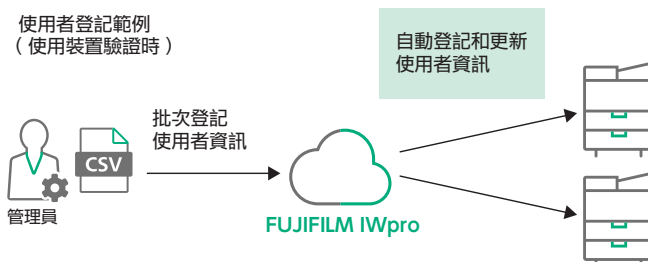 使用者登記範例
（使用裝置驗證時）
自動登記和更新
使用者資訊
批次登記
使用者資訊
CSV
管理員
FUJIFILM IWpro